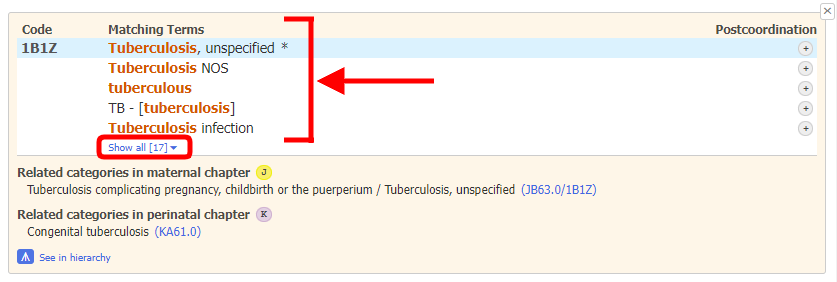 Code Matching Terms Postcoordination
1B1Z Tuberculosis, unspecified *
Tuberculosis NOS
tuberculous
TB - [tuberculosis]
Tuberculosis infection
Show all [17]
Related categories in maternal chapter J
Tuberculosis complicating pregnancy, childbirth or the puerperium / Tuberculosis, unspecified (JB63.0/1B1Z)
Related categories in perinatal chapter K
Congenital tuberculosis (KA61.0)
See in hierarchy